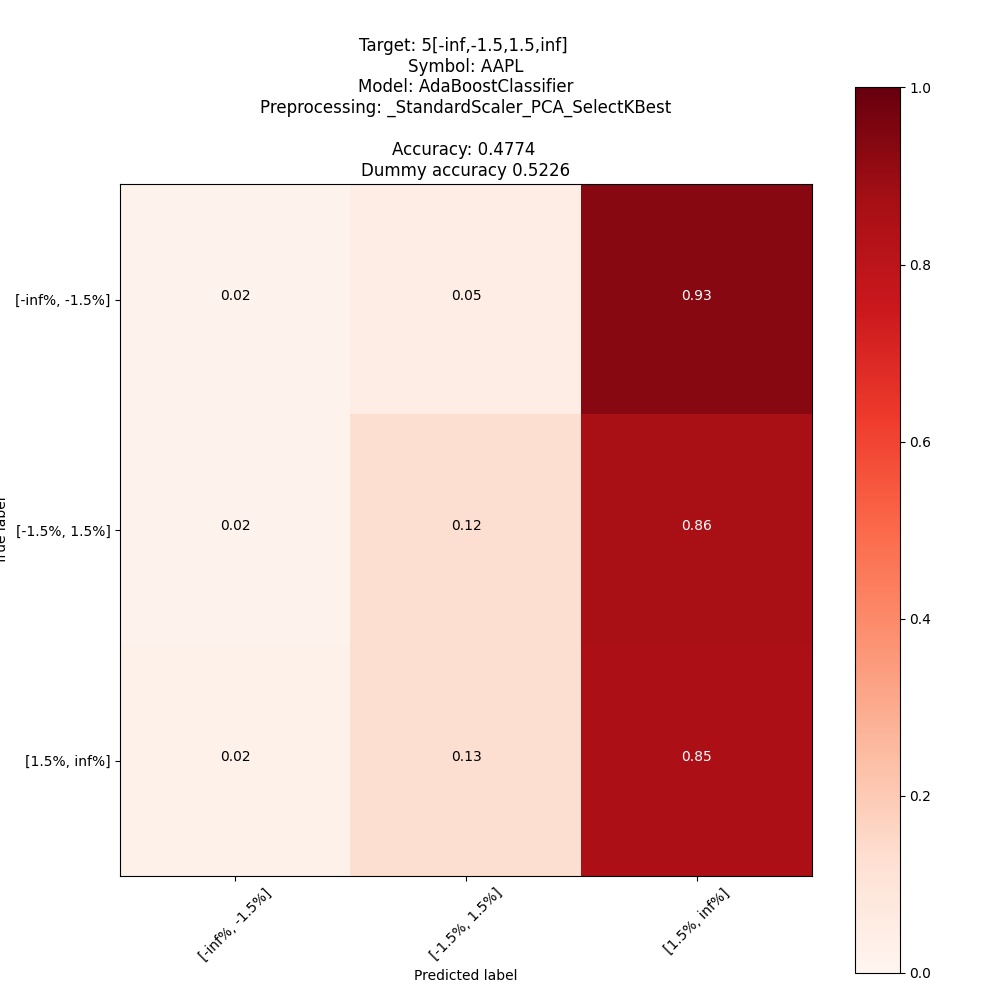 Target: 5[-inf,-1.5,1.5,inf]
Symbol: AAPL
Model: AdaBoostClassifier
Preprocessing: _StandardScaler_PCA_SelectKBest
Accuracy: 0.4774
Dummy accuracy 0.5226
1.0
0.8
0.6
0.4
0.2
0.0
[-inf%, -1.5%]
0.02
0.05
0.93
[-1.5%, 1.5%]
0.02
0.12
0.86
[1.5%, inf%]
0.02
0.13
0.85
[-inf%, -1.5%]
[-1.5%, 1.5%]
[1.5%, inf%]
Predicted label